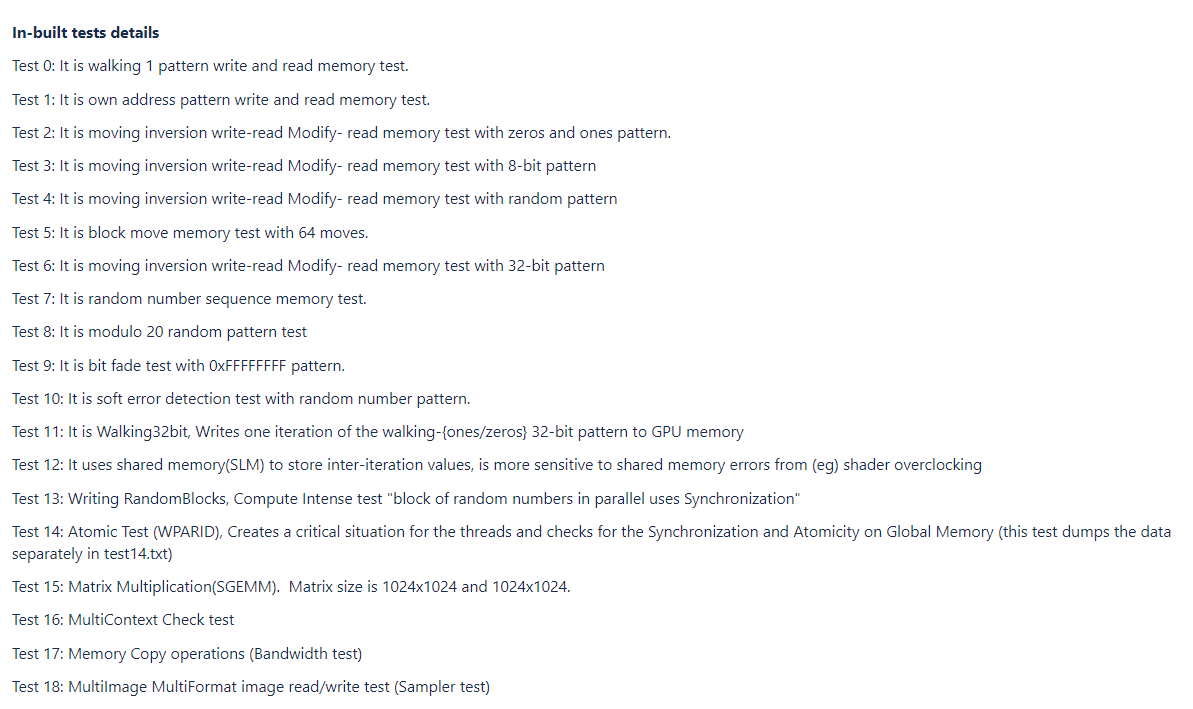 In-built tests details
Test 0: It is walking 1 pattern write and read memory test.
Test 1: It is own address pattern write and read memory test.
Test 2: It is moving inversion write-read Modify- read memory test with zeros and ones pattern.
Test 3: It is moving inversion write-read Modify- read memory test with 8-bit pattern
Test 4: It is moving inversion write-read Modify- read memory test with random pattern
Test 5: It is block move memory test with 64 moves.
Test 6: It is moving inversion write-read Modify- read memory test with 32-bit pattern
Test 7: It is random number sequence memory test.
Test 8: It is modulo 20 random pattern test
Test 9: It is bit fade test with 0xFFFFFFFF pattern.
Test 10: It is soft error detection test with random number pattern.
Test 11: It is Walking32bit, Writes one iteration of the walking-{ones/zeros} 32-bit pattern to GPU memory
Test 12: It uses shared memory(SLM) to store inter-iteration values, is more sensitive to shared memory errors from (eg) shader overclocking
Test 13: Writing RandomBlocks, Compute Intense test "block of random numbers in parallel uses Synchronization"
Test 14: Atomic Test (WPARID), Creates a critical situation for the threads and checks for the Synchronization and Atomicity on Global Memory (this test dumps the data
separately in test14.txt)
Test 15: Matrix Multiplication(SGEMM).  Matrix size is 1024x1024 and 1024x1024.
Test 16: MultiContext Check test
Test 17: Memory Copy operations (Bandwidth test)
Test 18: MultiImage MultiFormat image read/write test (Sampler test)